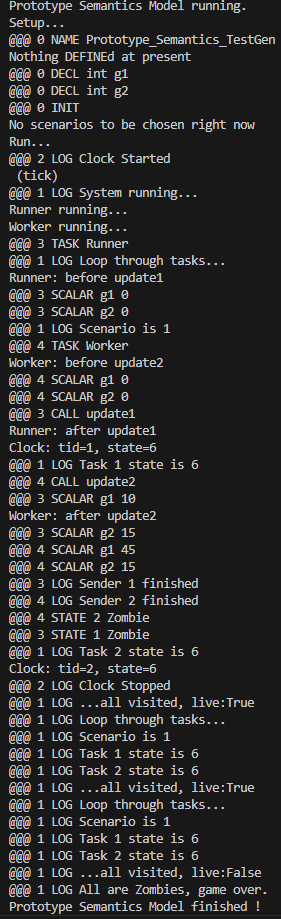 Prototype Semantics Model running.
Setup...
@@@ 0 NAME Prototype_Semantics_TestGen
Nothing DEFINEd at present
@@@ 0 DECL int g1
@@@ 0 DECL int g2
@@@ 0 INIT
No scenarios to be chosen right now
Run...
@@@ 2 LOG Clock Started
(tick)
@@@ 1 LOG System running...
Runner running...
Worker running...
@@@ 3 TASK Runner
@@@ 1 LOG Loop through tasks...
Runner: before update1
@@@ 3 SCALAR g1 0
@@@ 3 SCALAR g2 0
@@@ 1 LOG Scenario is 1
@@@ 4 TASK Worker
Worker: before update2
@@@ 4 SCALAR g1 0
@@@ 4 SCALAR g2 0
@@@ 3 CALL update1
Runner: after update1
Clock: tid=1, state=6
@@@ 1 LOG Task 1 state is 6
@@@ 4 CALL update2
@@@ 3 SCALAR g1 10
Worker: after update2
@@@ 3 SCALAR g2 15
@@@ 4 SCALAR g1 45
@@@ 4 SCALAR g2 15
@@@ 3 LOG Sender 1 finished
@@@ 4 LOG Sender 2 finished
@@@ 4 STATE 2 Zombie
@@@ 3 STATE 1 Zombie
@@@ 1 LOG Task 2 state is 6
Clock: tid=2, state=6
@@@ 2 LOG Clock Stopped
@@@ 1 LOG ...all visited, live:True
@@@ 1 LOG Loop through tasks...
@@@ 1 LOG Scenario is 1
@@@ 1 LOG Task 1 state is 6
@@@ 1 LOG Task 2 state is 6
@@@ 1 LOG ...all visited, live:True
@@@ 1 LOG Loop through tasks...
@@@ 1 LOG Scenario is 1
@@@ 1 LOG Task 1 state is 6
@@@ 1 LOG Task 2 state is 6
@@@ 1 LOG ...all visited, live:False
@@@ 1 LOG All are Zombies, game over.
Prototype Semantics Model finished !